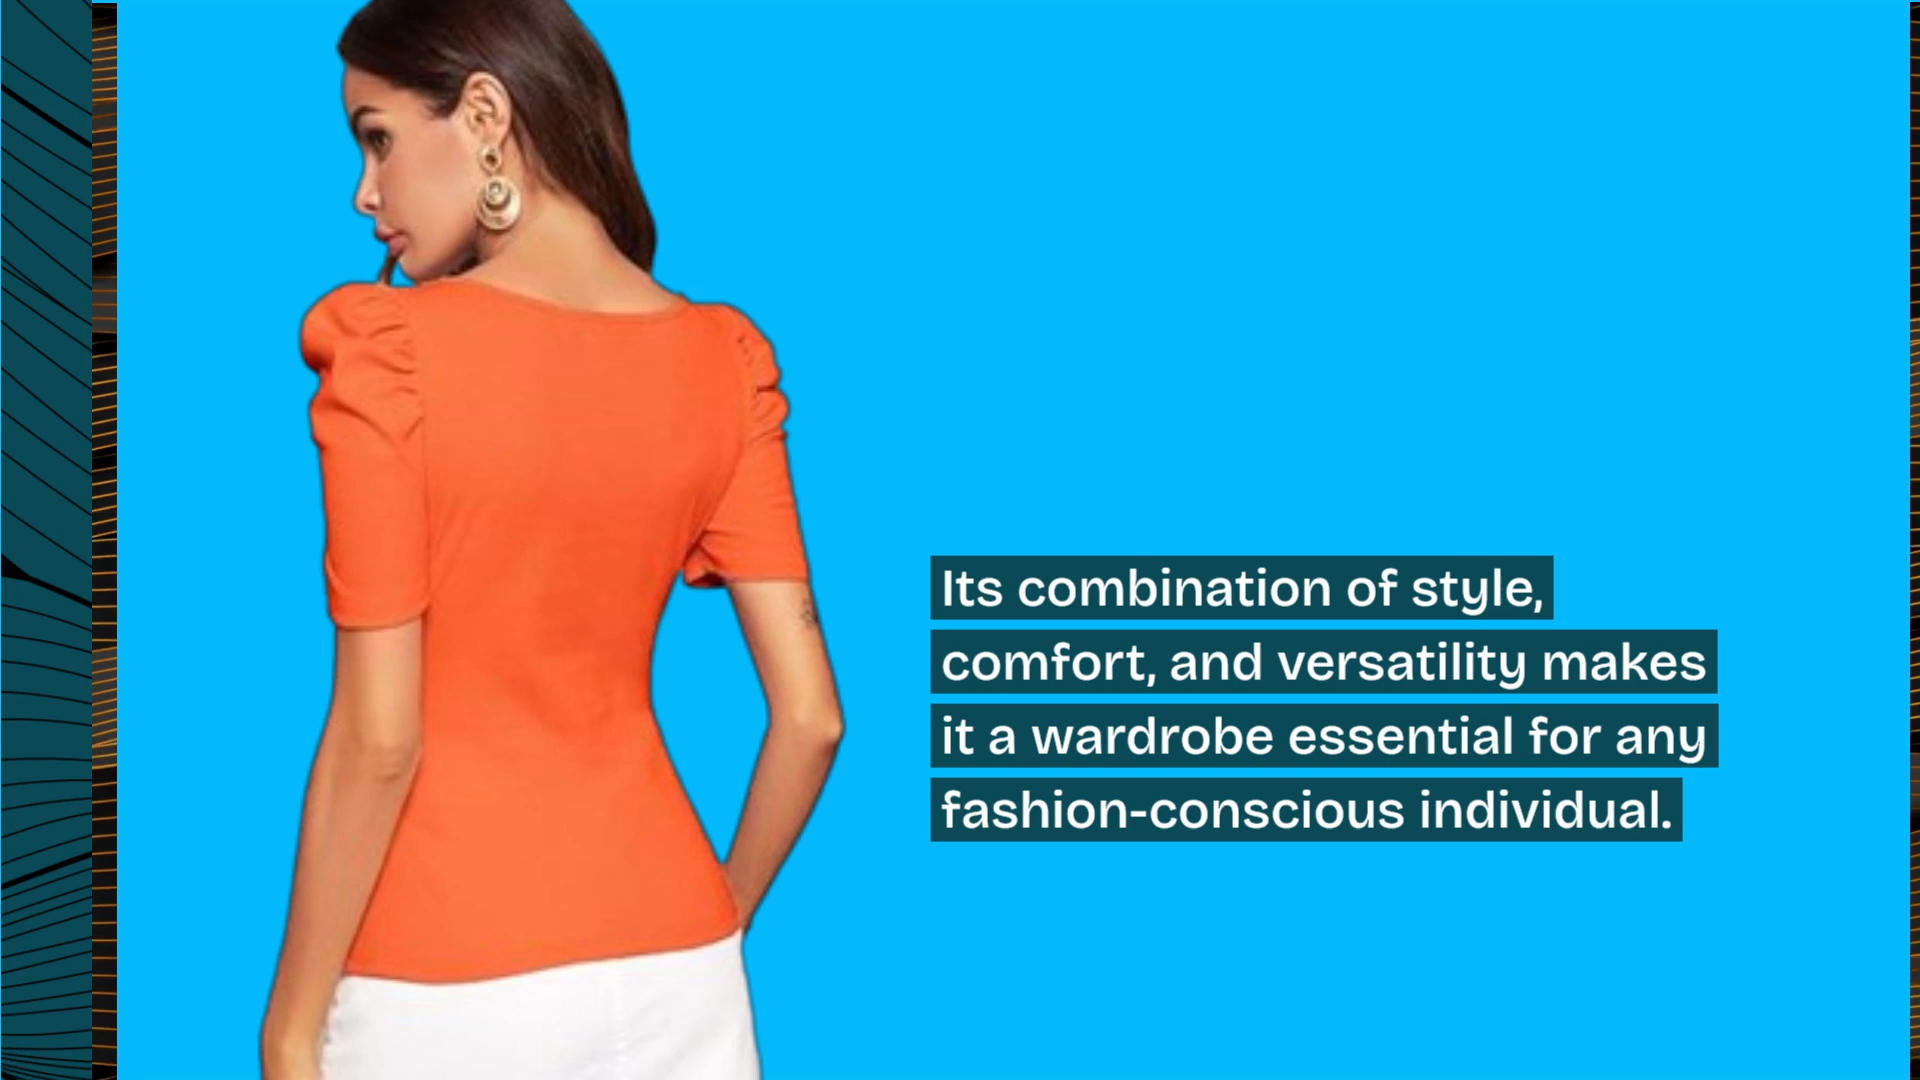 Its combination of style,
comfort, and versatility makes
it a wardrobe essential for any
fashion-conscious individual.